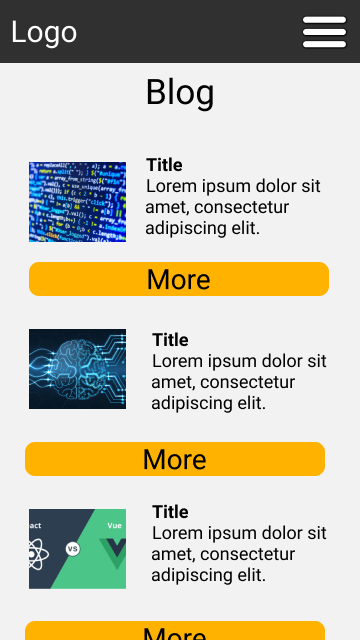 Logo
Blog
Title
Lorem ipsum dolor sit
amet, consectetur
adipiscing elit.
More
Title
Lorem ipsum dolor sit
amet, consectetur
adipiscing elit.
More
act
VS
Vue
Title
Lorem ipsum dolor sit
amet, consectetur
adipiscing elit.
More